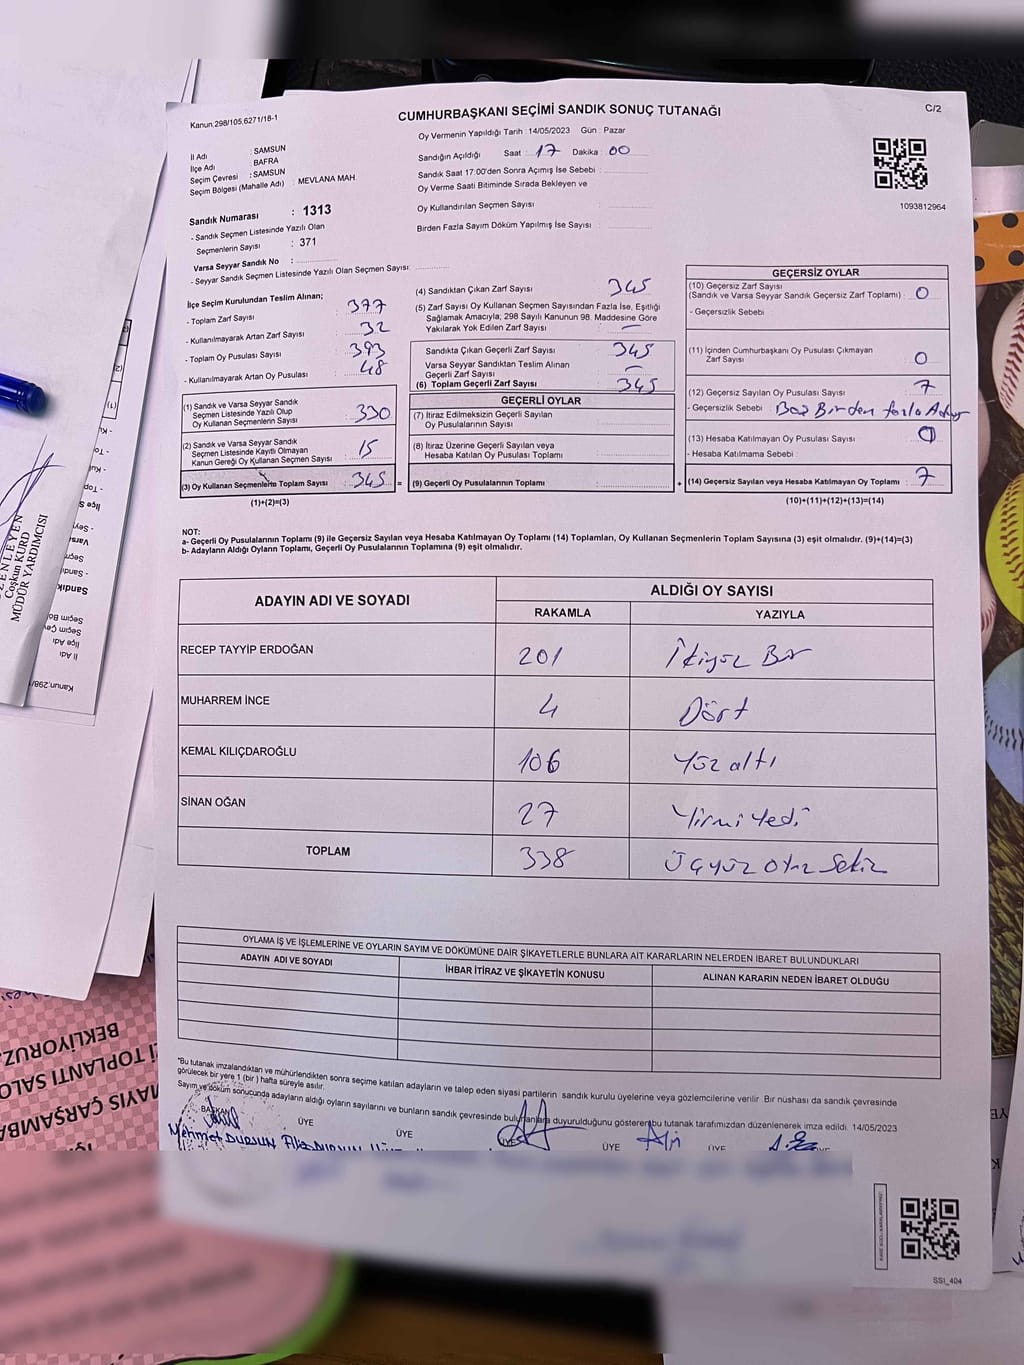 Kanun.298/105,6271/18-1
CUMHURBAŞKANI SEÇİMİ SANDIK SONUÇ TUTANAĞI
C/2
Oy Vermenin Yapıldığı Tarih : 14/05/2023 Gün : Pazar
İl Adı : SAMSUN
İlçe Adı : BAFRA
Seçim Çevresi : SAMSUN
Seçim Bölgesi (Mahalle Adı) : MEVLANA MAH.
Sandık Numarası : 1313
- Sandık Seçmen Listesinde Yazılı Olan
Seçmenlerin Sayısı : 371
Varsa Seyyar Sandık No :
- Seyyar Sandık Seçmen Listesinde Yazılı Olan Seçmen Sayısı:
Sandığın Açıldığı Saat : 17 Dakika : 00
Sandık Saat 17:00'den Sonra Açımış İse Sebebi :
Oy Verme Saati Bitiminde Sırada Bekleyen ve
Oy Kullandırılan Seçmen Sayısı :
Birden Fazla Sayım Döküm Yapılmış İse Sayısı :
1093812964
İlçe Seçim Kurulundan Teslim Alınan;
- Toplam Zarf Sayısı : 377
- Kullanılmayarak Artan Zarf Sayısı : 32
- Toplam Oy Pusulası Sayısı : 393
- Kullanılmayarak Artan Oy Pusulası : 48
(1) Sandık ve Varsa Seyyar Sandık
Seçmen Listesinde Yazılı Olup
Oy Kullanan Seçmenlerin Sayısı : 330
(2) Sandık ve Varsa Seyyar Sandık
Seçmen Listesinde Kayıtlı Olmayan
Kanun Gereği Oy Kullanan Seçmen Sayısı : 15
(3) Oy Kullanan Seçmenlerin Toplam Sayısı : 345 =
(1)+(2)=(3)
(4) Sandıktan Çıkan Zarf Sayısı : 345
(5) Zarf Sayısı Oy Kullanan Seçmen Sayısından Fazla İse, Eşitliği
Sağlamak Amacıyla; 298 Sayılı Kanunun 98. Maddesine Göre
Yakılarak Yok Edilen Zarf Sayısı : —
Sandıkta Çıkan Geçerli Zarf Sayısı : 345
Varsa Seyyar Sandıktan Teslim Alınan
Geçerli Zarf Sayısı : —
(6) Toplam Geçerli Zarf Sayısı : 345
GEÇERLİ OYLAR
(7) İtiraz Edilmeksizin Geçerli Sayılan
Oy Pusulalarının Sayısı :
(8) İtiraz Üzerine Geçerli Sayılan veya
Hesaba Katılan Oy Pusulası Toplamı :
(9) Geçerli Oy Pusulalarının Toplamı : +
GEÇERSİZ OYLAR
(10) Geçersiz Zarf Sayısı
(Sandık ve Varsa Seyyar Sandık Geçersiz Zarf Toplamı) : 0
- Geçersizlik Sebebi :
(11) İçinden Cumhurbaşkanı Oy Pusulası Çıkmayan
Zarf Sayısı : 0
(12) Geçersiz Sayılan Oy Pusulası Sayısı : 7
- Geçersizlik Sebebi : Birden fazla
(13) Hesaba Katılmayan Oy Pusulası Sayısı : 0
- Hesaba Katılmama Sebebi :
(14) Geçersiz Sayılan veya Hesaba Katılmayan Oy Toplamı : 7
(10)+(11)+(12)+(13)=(14)
NOT:
a- Geçerli Oy Pusulalarının Toplamı (9) ile Geçersiz Sayılan veya Hesaba Katılmayan Oy Toplamı (14) Toplamları, Oy Kullanan Seçmenlerin Toplam Sayısına (3) eşit olmalıdır. (9)+(14)=(3)
b- Adayların Aldığı Oyların Toplamı, Geçerli Oy Pusulalarının Toplamına (9) eşit olmalıdır.
ADAYIN ADI VE SOYADI
ALDIĞI OY SAYISI
RAKAMLA YAZIYLA
RECEP TAYYİP ERDOĞAN 201 İkiyüz Bir
MUHARREM İNCE 4 Dört
KEMAL KILIÇDAROĞLU 106 Yüz altı
SİNAN OĞAN 27 Yirmi Yedi
TOPLAM 338 Üçyüz Otuz Sekiz
OYLAMA İŞ VE İŞLEMLERİNE VE OYLARIN SAYIM VE DÖKÜMÜNE DAİR ŞİKAYETLERLE BUNLARA AİT KARARLARIN NELERDEN İBARET BULUNDUKLARI
ADAYIN ADI VE SOYADI İHBAR İTİRAZ VE ŞİKAYETİN KONUSU ALINAN KARARIN NEDEN İBARET OLDUĞU
*Bu tutanak imzalandıktan ve mühürlendikten sonra seçime katılan adayların ve talep eden siyasi partilerin sandık kurulu üyelerine veya gözlemcilerine verilir. Bir nüshası da sandık çevresinde
görülecek bir yere 1 (bir ) hafta süreyle asılır.
Sayım ve döküm sonucunda adayların aldığı oyların sayılarını ve bunların sandık çevresinde bulunanlara duyurulduğunu gösteren bu tutanak tarafımızdan düzenlenerek imza edildi. 14/05/2023
BAŞKAN ÜYE ÜYE ÜYE ÜYE ÜYE
Mehmet DURSUN
SSİ_404
Coşkun KURD
MÜDÜR YARDIMCISI
BEKLİYORUZ